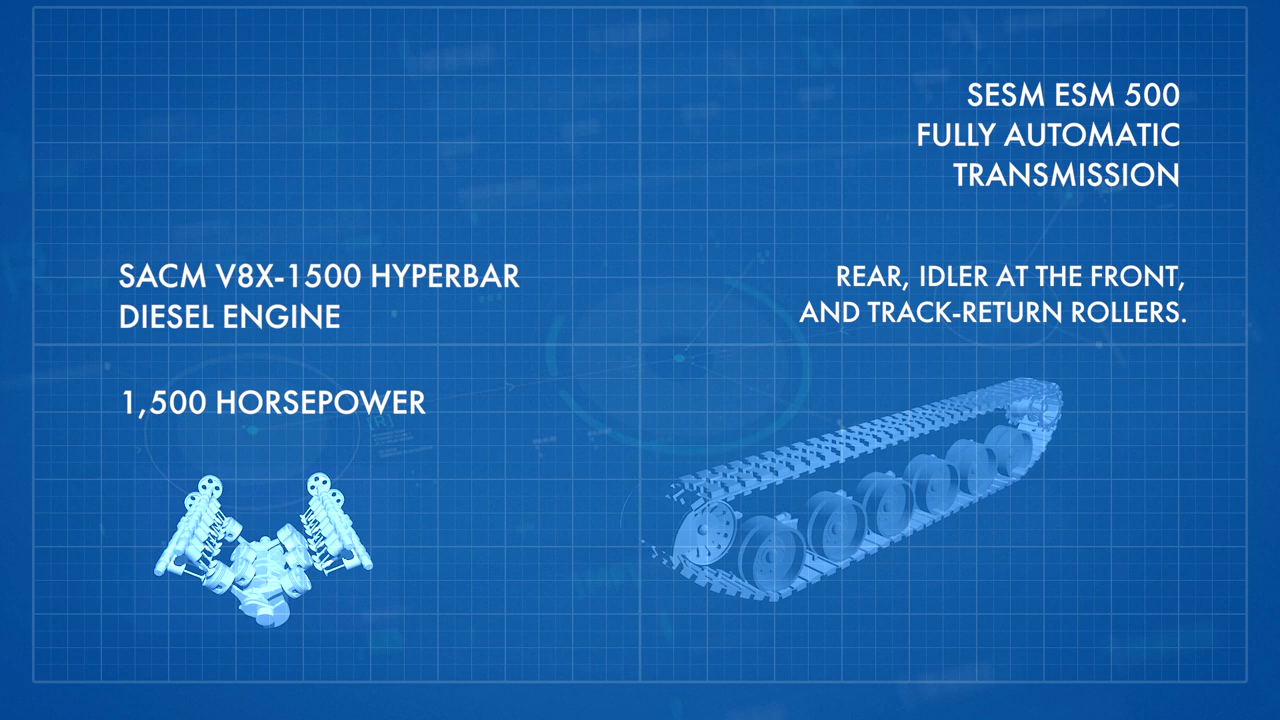 SESM ESM 500
FULLY AUTOMATIC
TRANSMISSION
SACM V8X-1500 HYPERBAR
DIESEL ENGINE
REAR, IDLER AT THE FRONT,
AND TRACK-RETURN ROLLERS.
1,500 HORSEPOWER